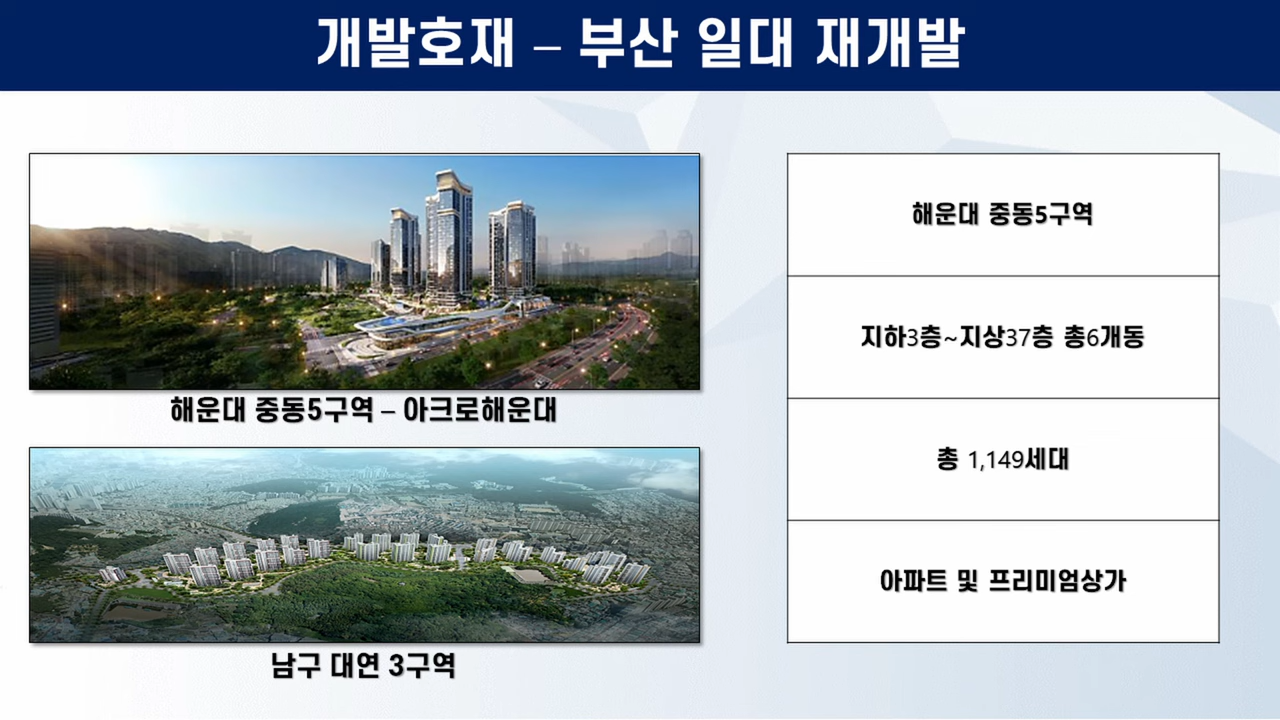 개발호재 – 부산 일대 재개발
해운대 중동5구역 – 아크로해운대
남구 대연 3구역
해운대 중동5구역
지하3층~지상37층 총6개동
총 1,149세대
아파트 및 프리미엄상가